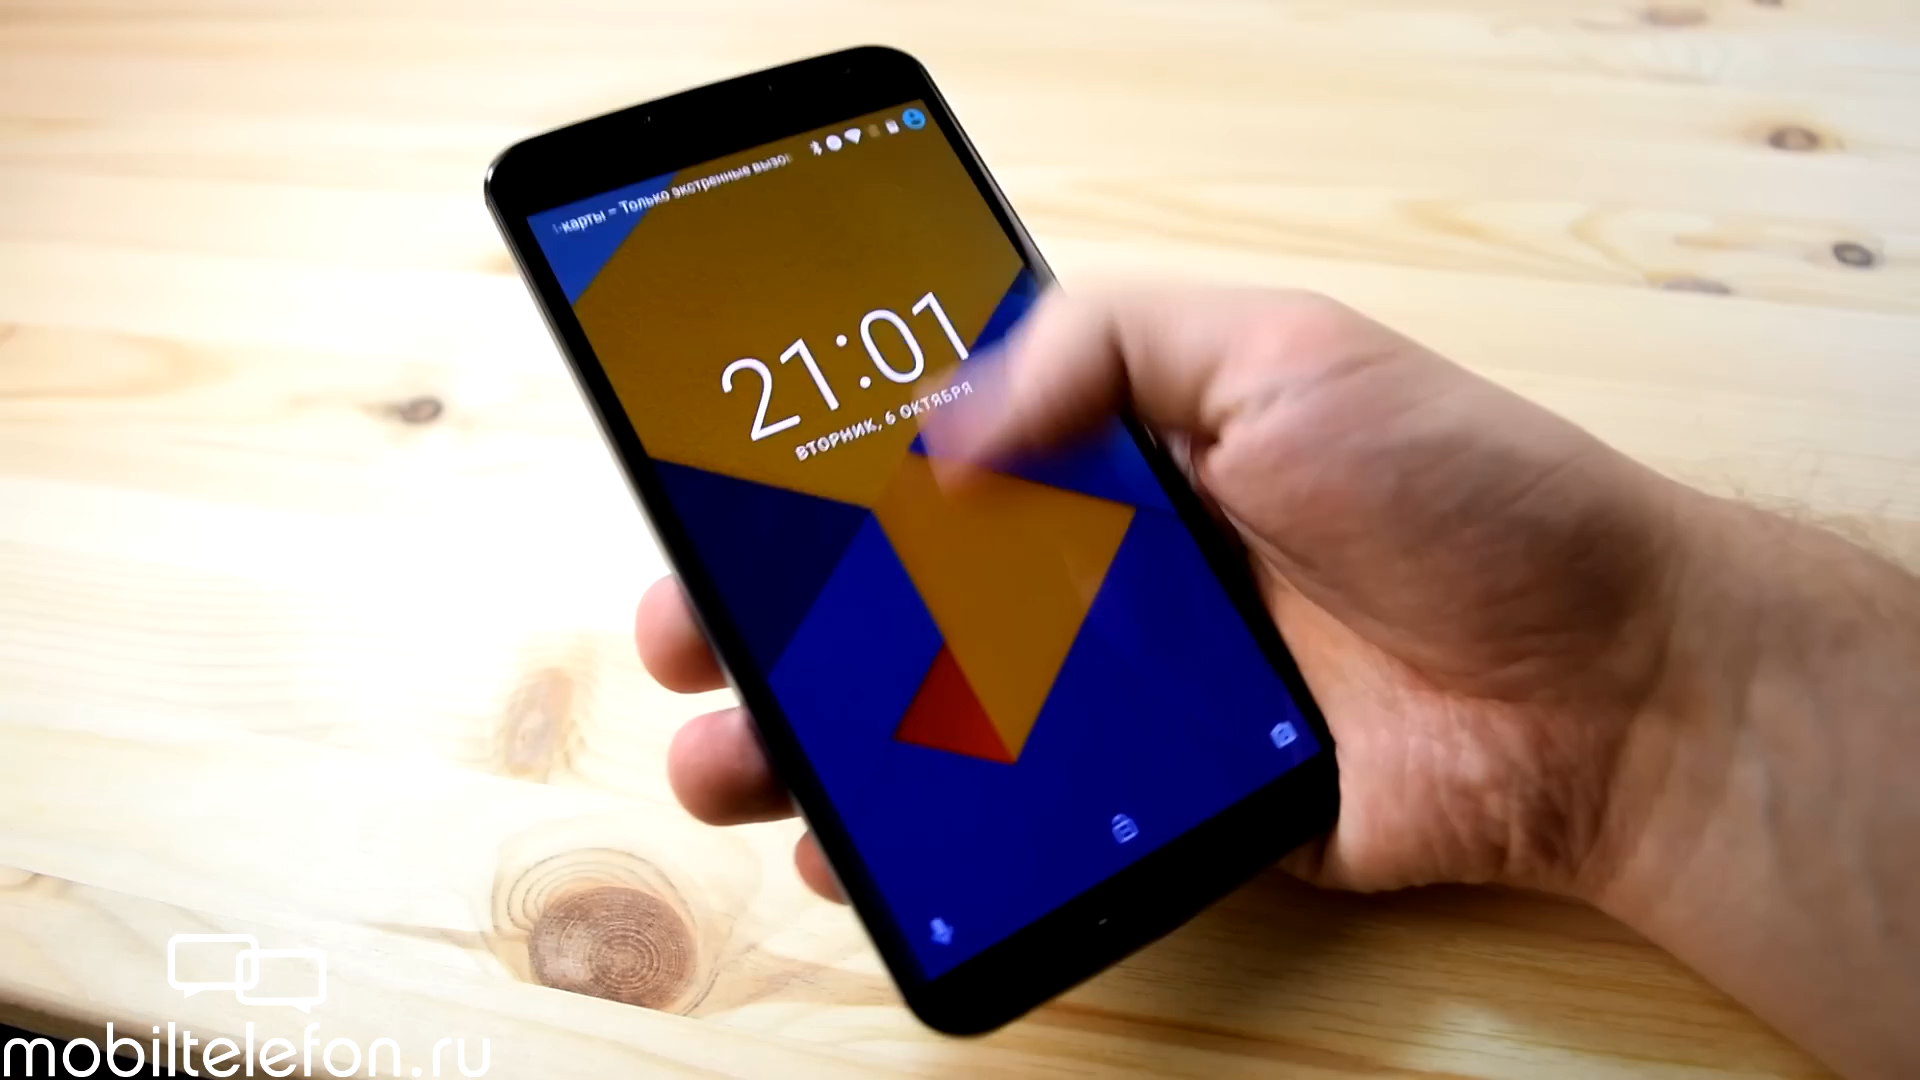 -карты – Только экстренные вызо
21:01
ВТОРНИК, 6 ОКТЯБРЯ
mobiltelefon.ru